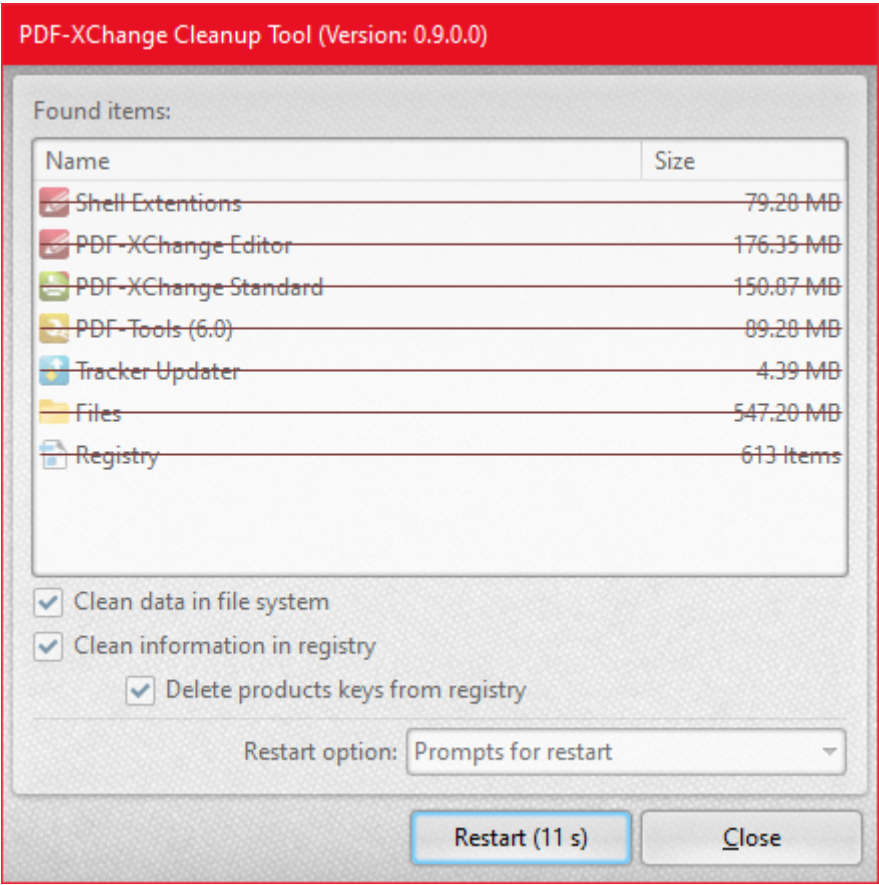 PDF-XChange Cleanup Tool (Version: 0.9.0.0)
Found items:
Name Size
Shell Extentions 79.28 MB
PDF-XChange Editor 176.35 MB
PDF-XChange Standard 150.87 MB
PDF-Tools (6.0) 89.28 MB
Tracker Updater 4.39 MB
Files 547.20 MB
Registry 613 Items
Clean data in file system
Clean information in registry
Delete products keys from registry
Restart option: Prompts for restart
Restart (11 s) Close